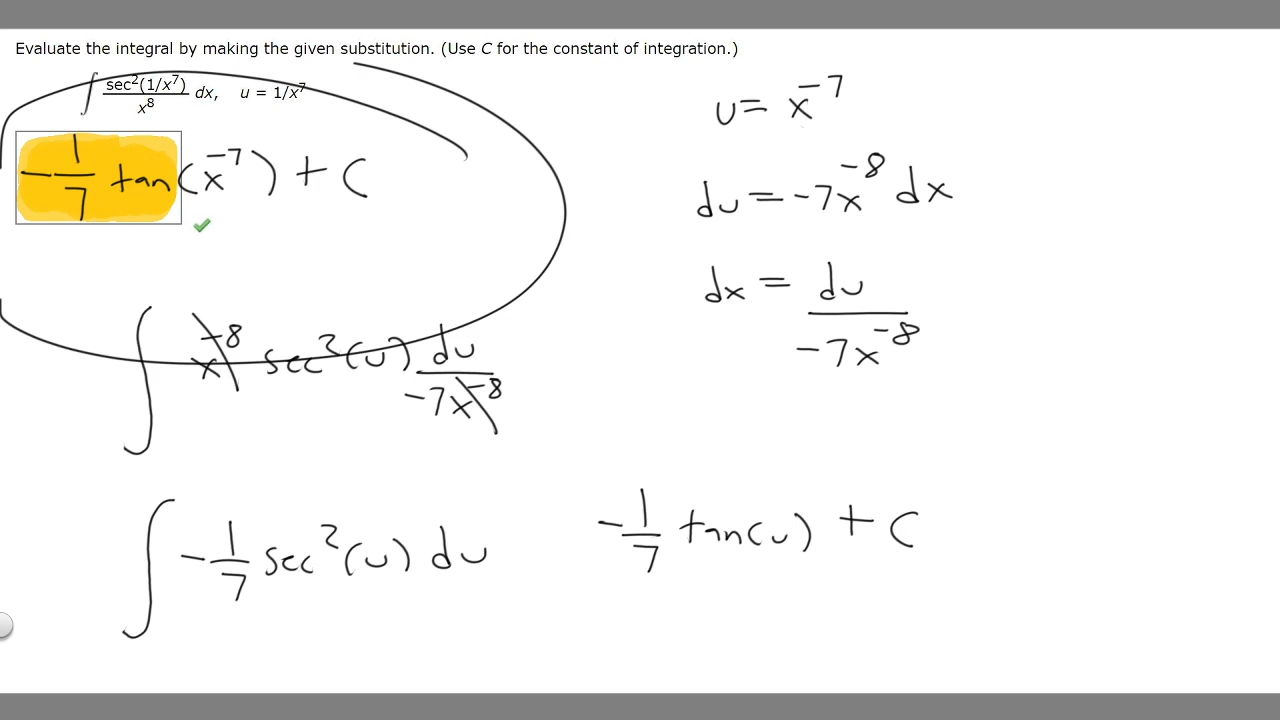 Evaluate the integral by making the given substitution. (Use C for the constant of integration.)
∫ sec²(1/x⁷)/x⁸ dx, u = 1/x⁷
-1/7 tan(x⁻⁷) + C
u = x⁻⁷
du = -7x⁻⁸ dx
dx = du/-7x⁻⁸
∫ x⁻⁸ sec²(u) du/-7x⁻⁸
∫ -1/7 sec²(u) du
-1/7 tan(u) + C